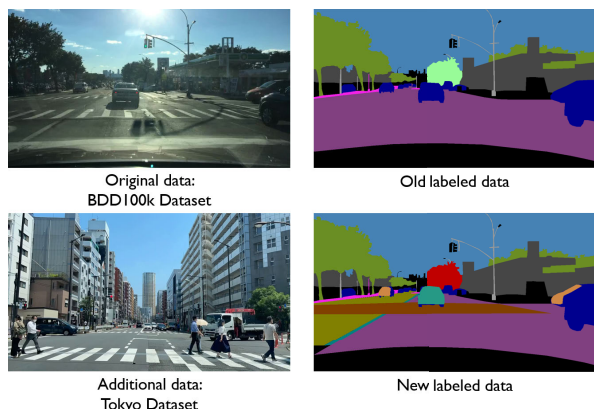 Original data:
BDD100k Dataset
Old labeled data
Additional data:
Tokyo Dataset
New labeled data